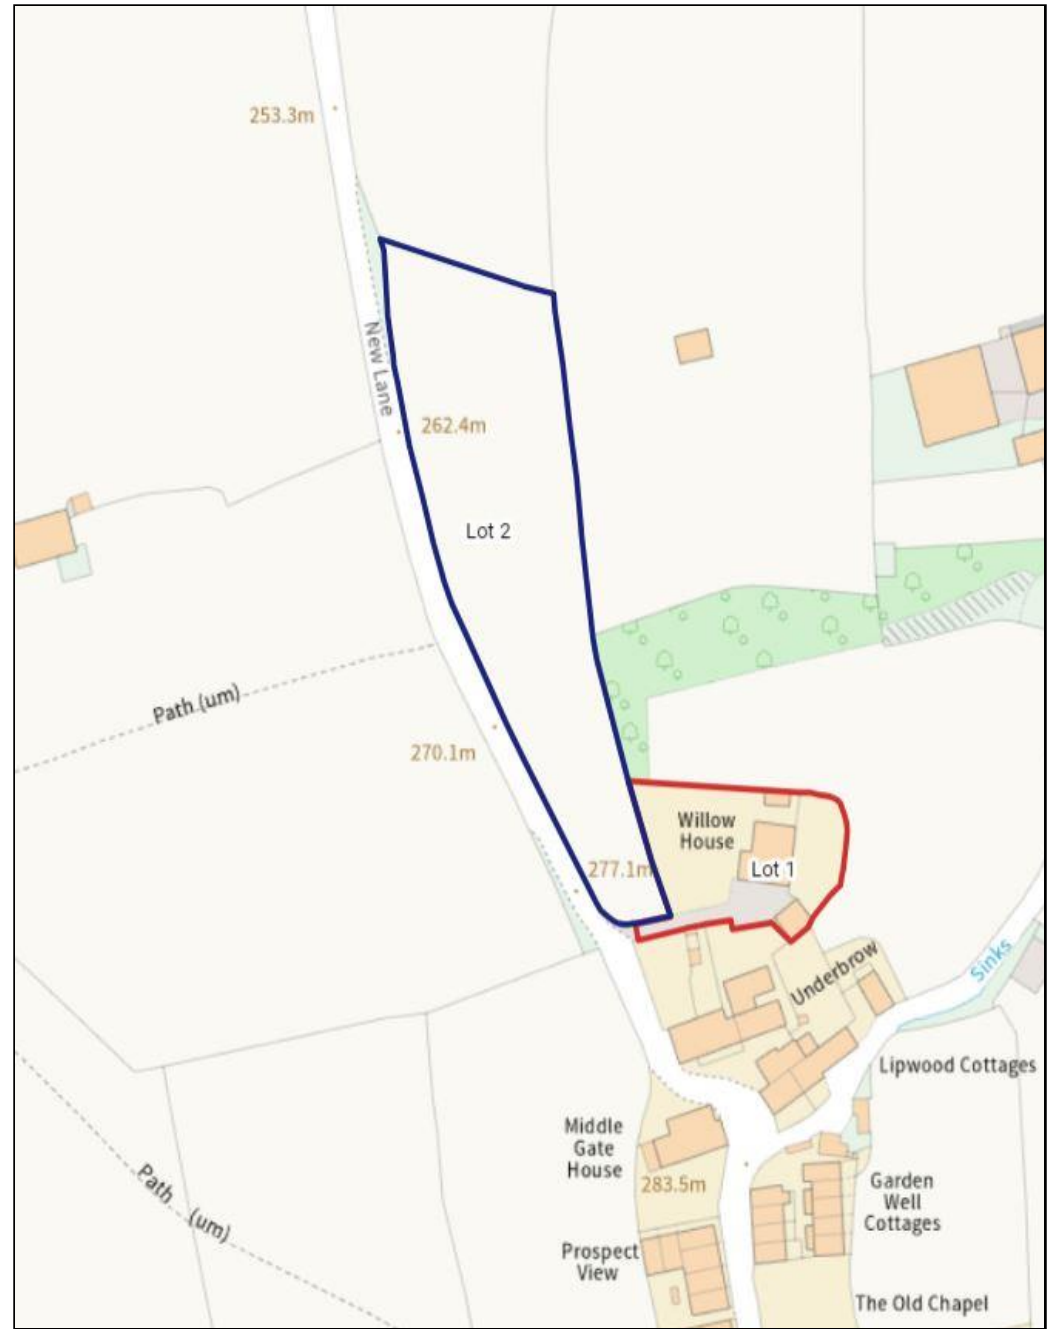 253.3m
New Lane
262.4m
Lot 2
Path (um)
270.1m
Willow
House
277.1m
Lot 1
Underbrow
Sinks
Lipwood Cottages
Middle
Gate
House
283.5m
Garden
Well
Cottages
Path (um)
Prospect
View
The Old Chapel